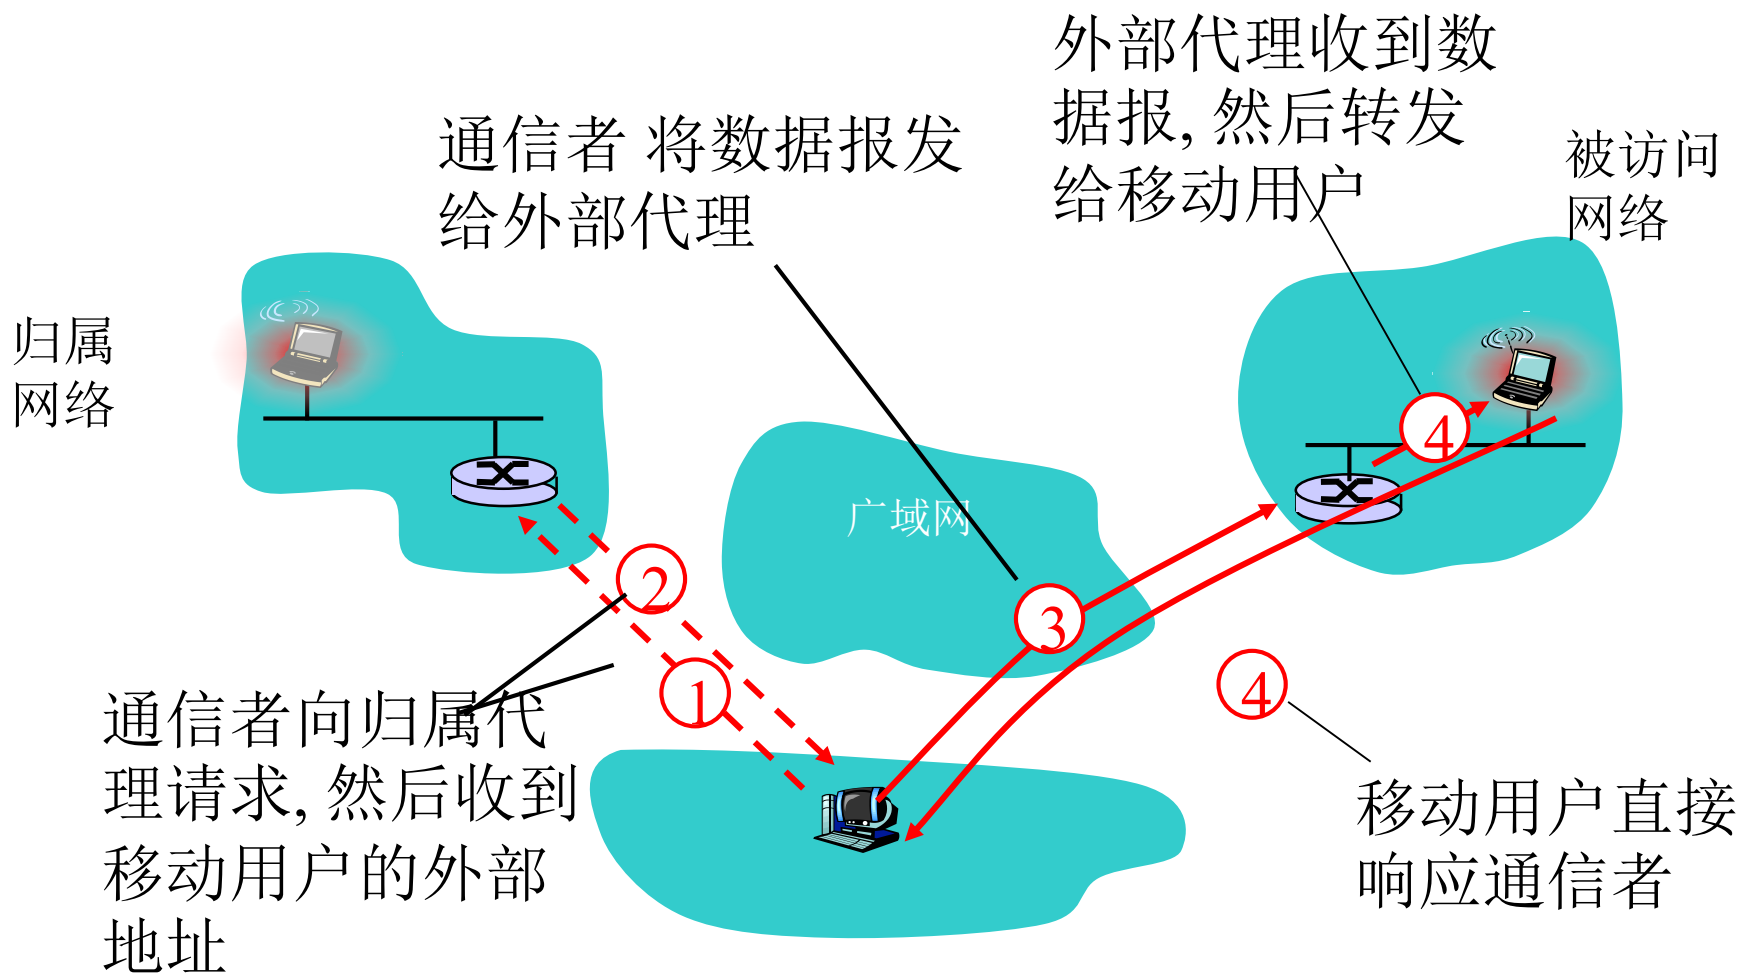 外部代理收到数
据报, 然后转发
给移动用户
通信者 将数据报发
给外部代理
被访问
网络
归属
网络
广域网
4
2
3
1
4
通信者向归属代
理请求, 然后收到
移动用户的外部
地址
移动用户直接
响应通信者